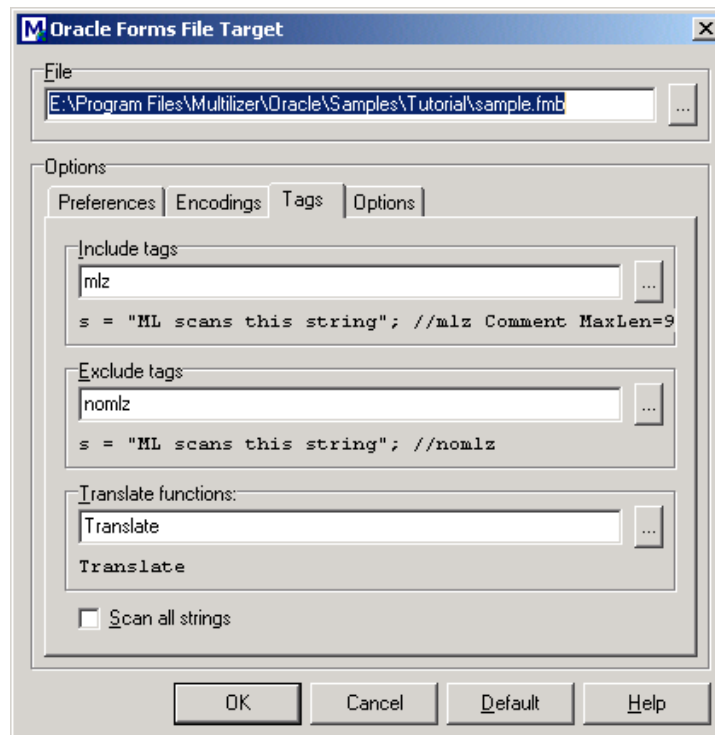 M Oracle Forms File Target
File
E:\Program Files\Multilizer\Oracle\Samples\Tutorial\sample.fmb ...
Options
Preferences Encodings Tags Options
Include tags
mlz ...
s = "ML scans this string"; //mlz Comment MaxLen=9
Exclude tags
nomlz ...
s = "ML scans this string"; //nomlz
Translate functions:
Translate ...
Translate
Scan all strings
OK Cancel Default Help